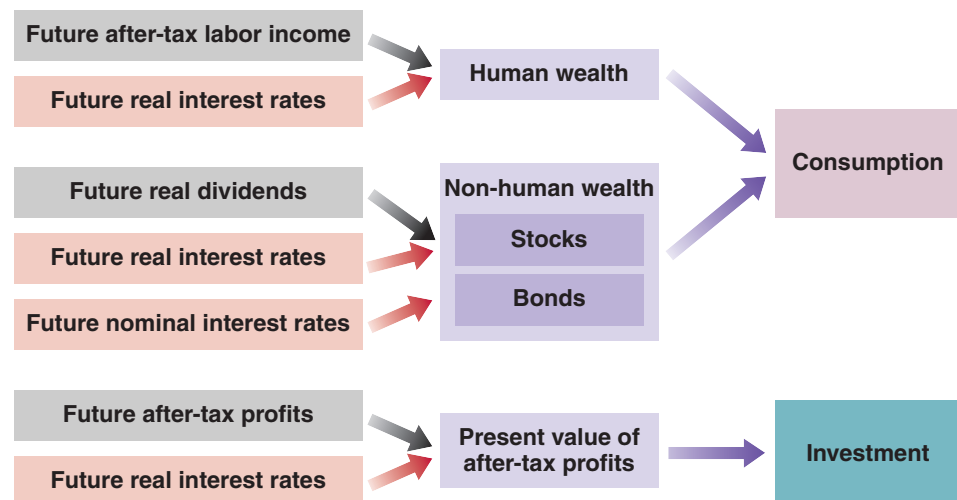 Future after-tax labor income
Future real interest rates
Human wealth
Future real dividends
Future real interest rates
Future nominal interest rates
Non-human wealth
Stocks
Bonds
Consumption
Future after-tax profits
Future real interest rates
Present value of
after-tax profits
Investment